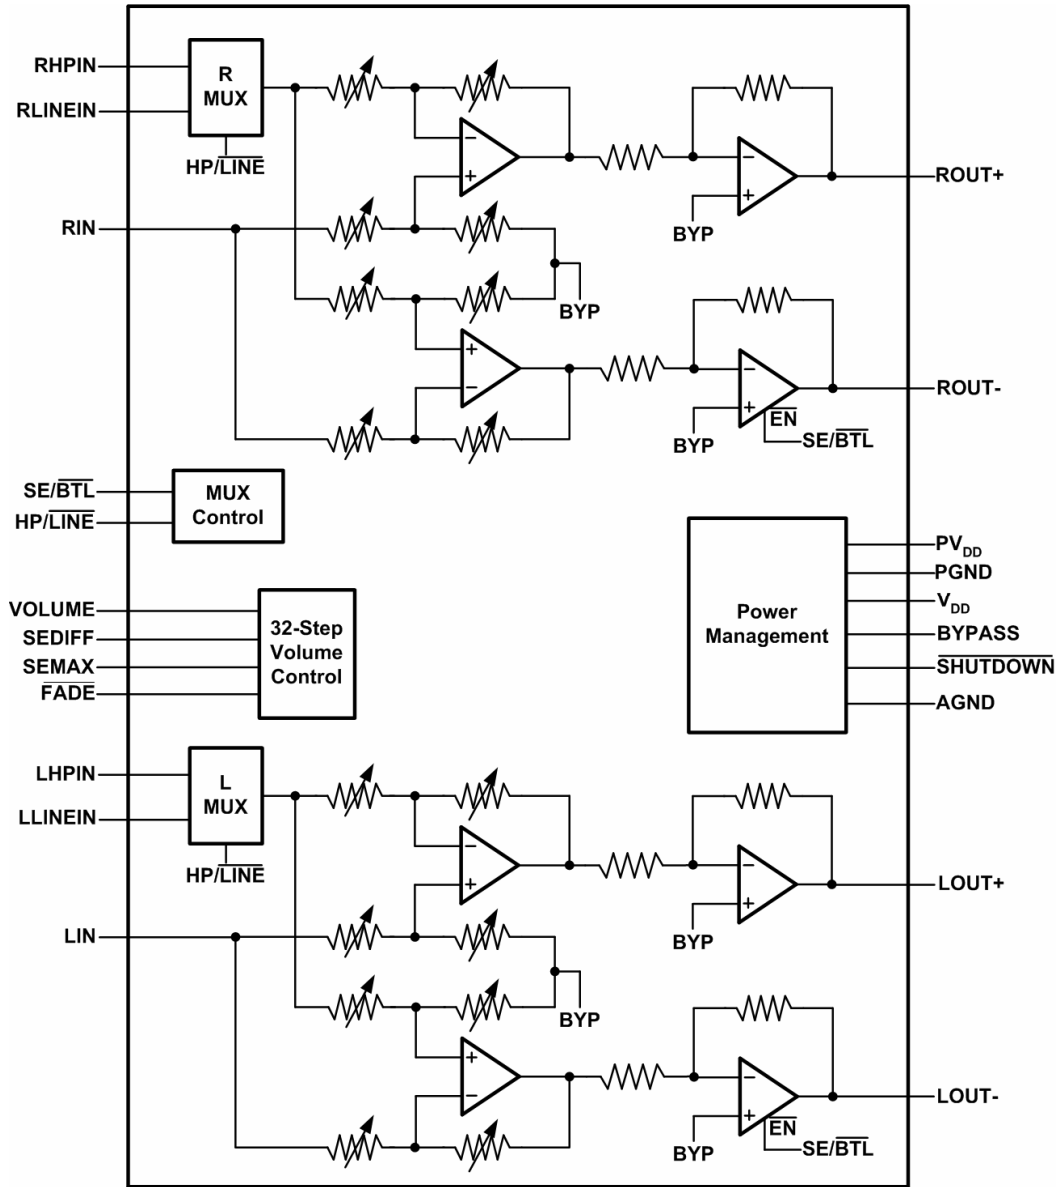 RHPIN
R
MUX
RLINEIN
HP/LINE
ROUT+
RIN
BYP
BYP
ROUT-
EN
BYP
SE/BTL
SE/BTL
MUX
Control
HP/LINE
PVDD
PGND
VDD
BYPASS
SHUTDOWN
AGND
Power
Management
VOLUME
SEDIFF
SEMAX
FADE
32-Step
Volume
Control
LHPIN
L
MUX
LLINEIN
HP/LINE
LOUT+
LIN
BYP
BYP
LOUT-
EN
BYP
SE/BTL